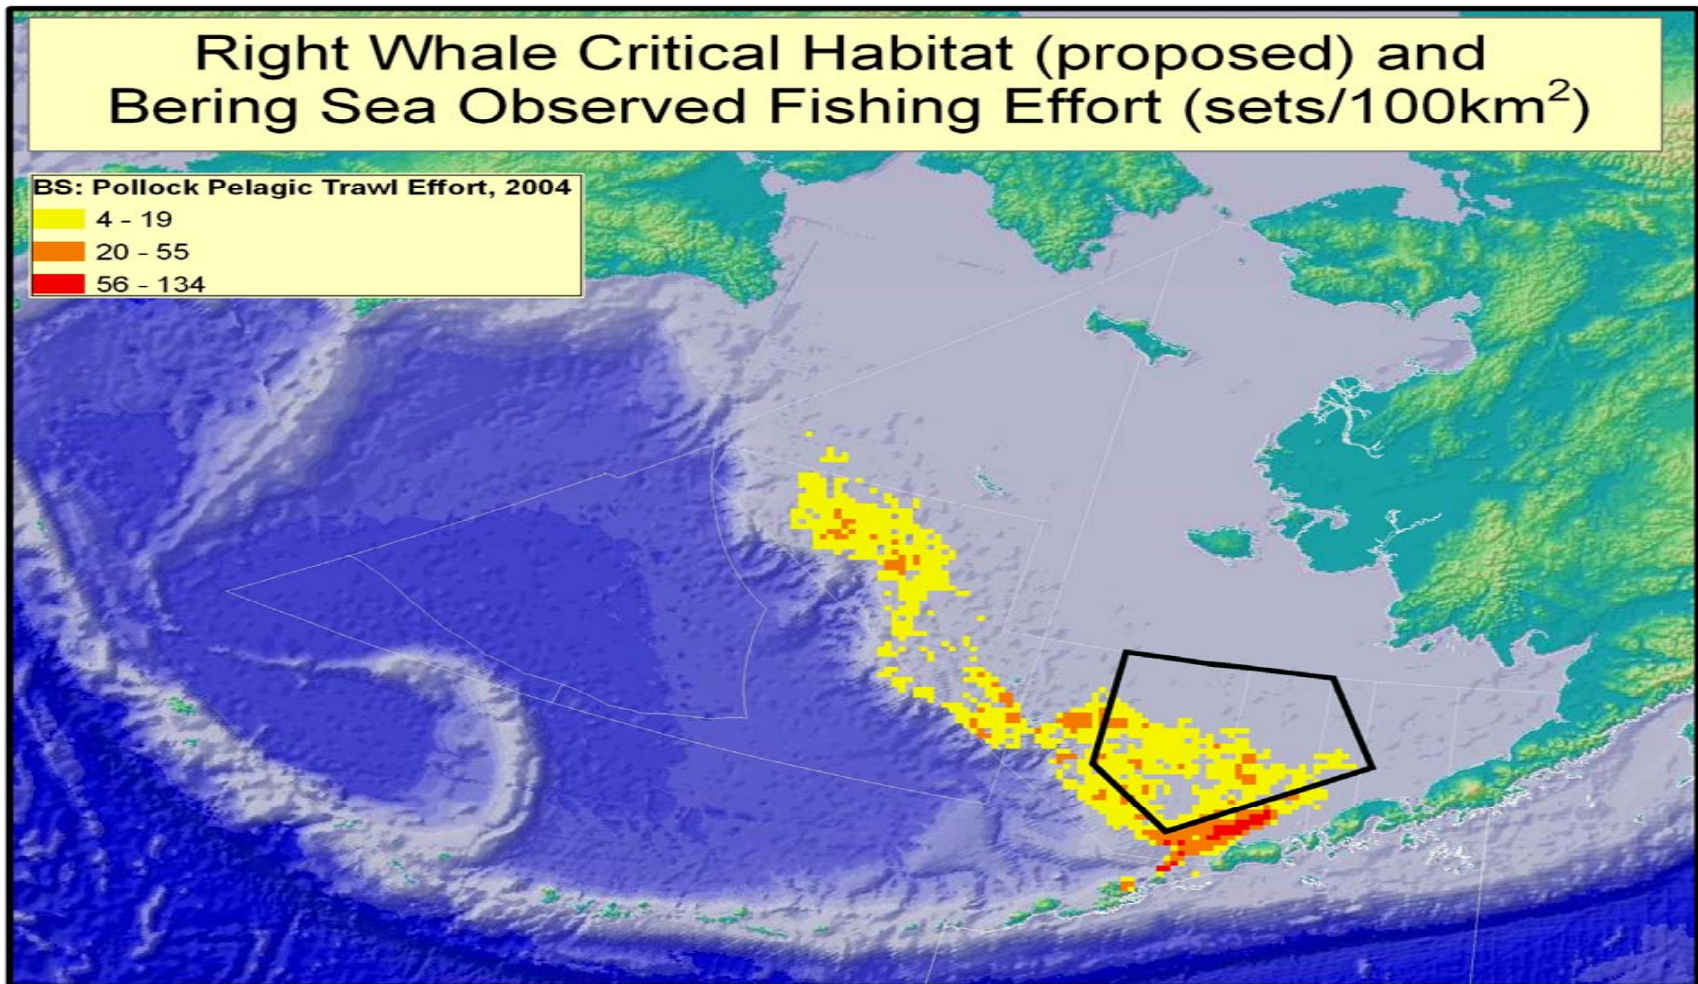 Right Whale Critical Habitat (proposed) and
Bering Sea Observed Fishing Effort (sets/100km²)
BS: Pollock Pelagic Trawl Effort, 2004
4 - 19
20 - 55
56 - 134